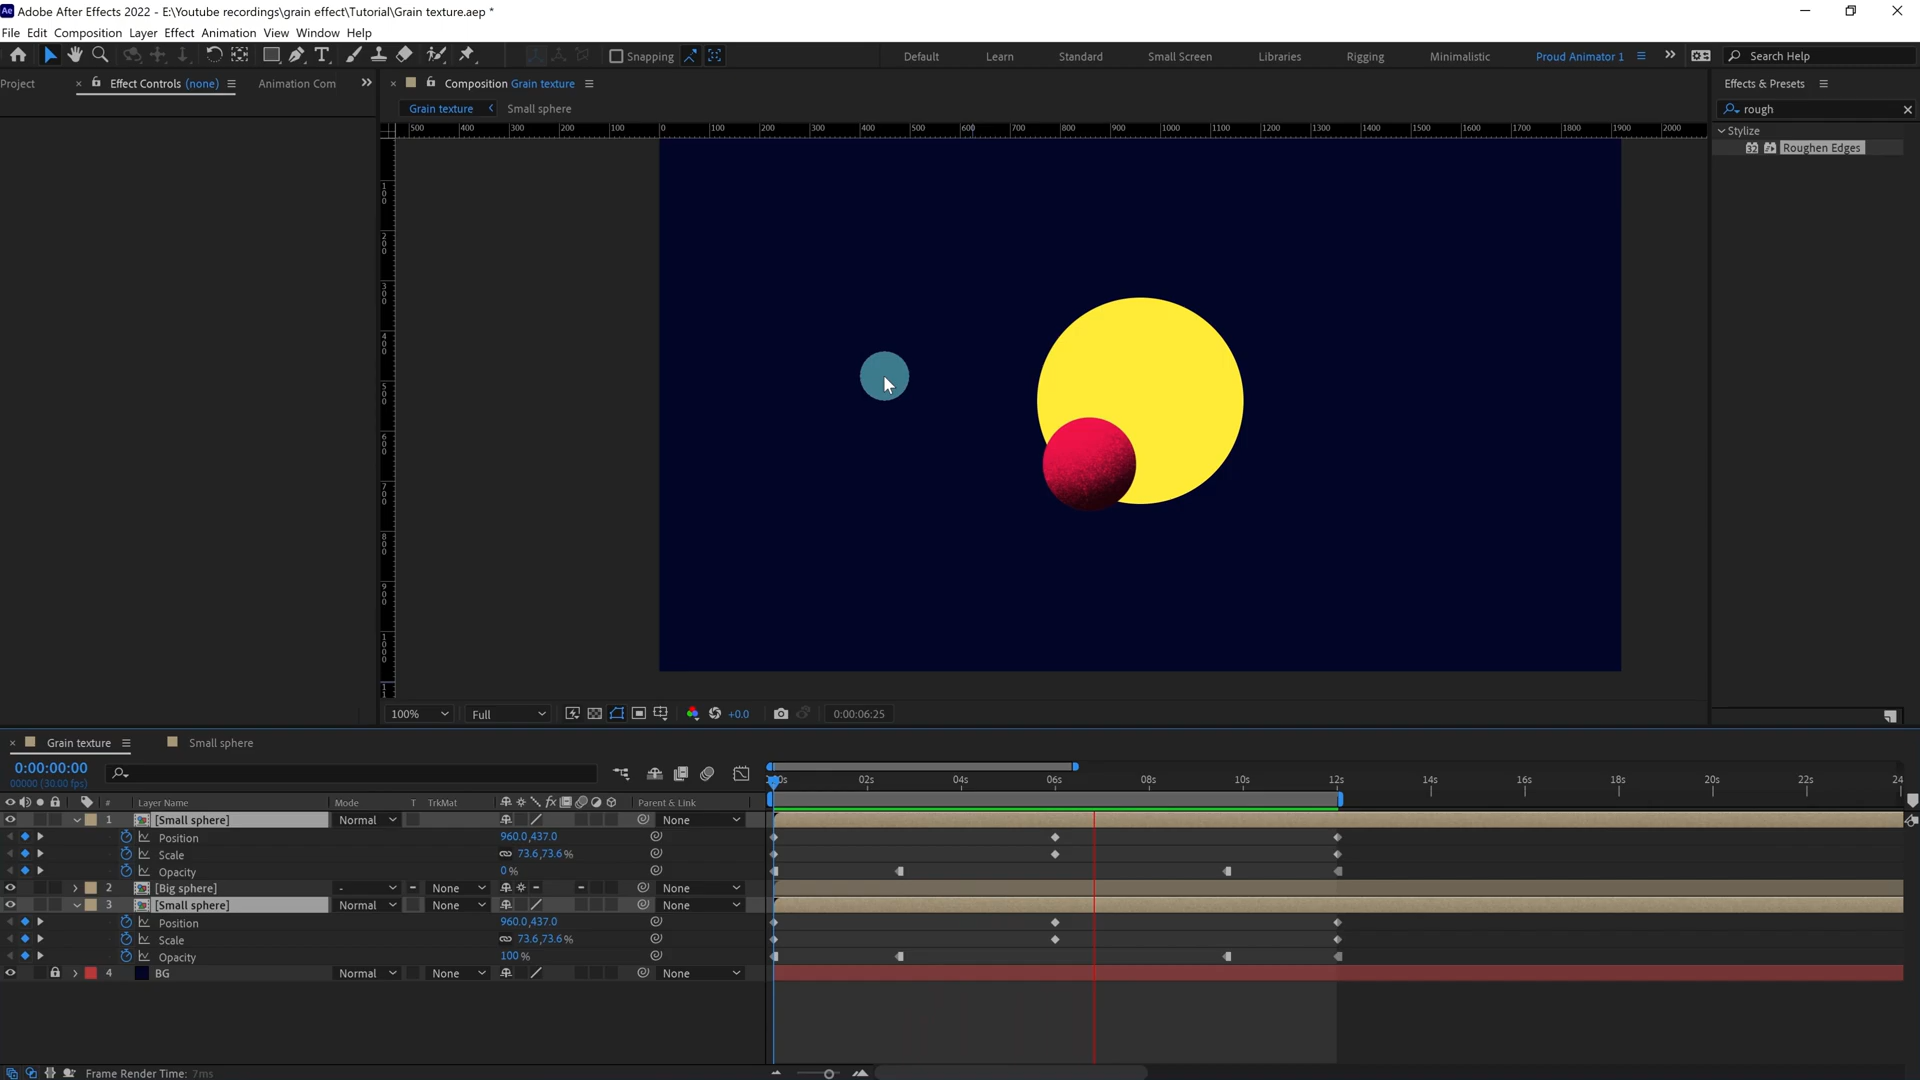 Ae Adobe After Effects 2022 - E:\Youtube recordings\grain effect\Tutorial\Grain texture.aep *
File Edit Composition Layer Effect Animation View Window Help
Snapping Default Learn Standard Small Screen Libraries Rigging Minimalistic Proud Animator 1 Search Help
Project Effect Controls (none) Animation Com Composition Grain texture Effects & Presets
Grain texture Small sphere rough
500 400 300 200 100 0 100 200 300 400 500 600 700 800 900 1000 1100 1200 1300 1400 1500 1600 1700 1800 1900 2000
Stylize
32 Roughen Edges
100
200
300
400
500
600
700
800
900
1000
11
100% Full +0.0 0:00:06:25
Grain texture Small sphere
0:00:00:00
00000 (30.00 fps)
02s 04s 06s 08s 10s 12s 14s 16s 18s 20s 22s 24
# Layer Name Mode T TrkMat fx Parent & Link
1 [Small sphere] Normal None
Position 960.0,437.0
Scale 73.6,73.6%
Opacity 0%
2 [Big sphere] - None None
3 [Small sphere] Normal None None
Position 960.0,437.0
Scale 73.6,73.6%
Opacity 100%
4 BG Normal None None
Frame Render Time: 7ms